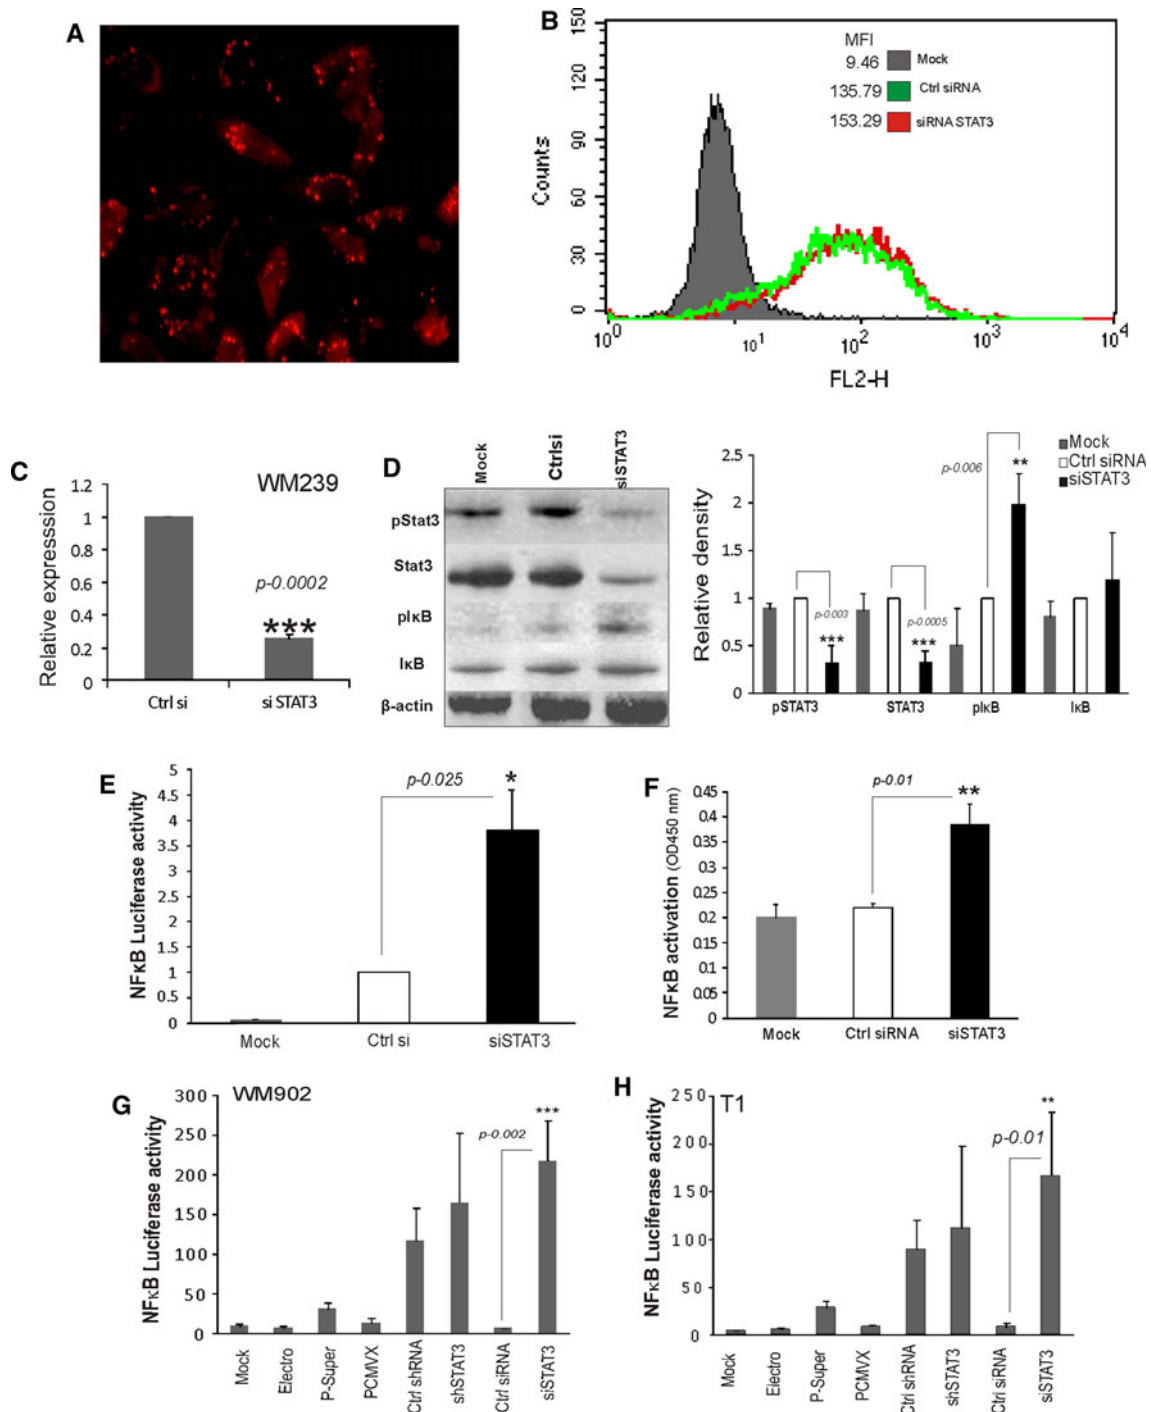 A
B
150
120
90
60
30
0
Counts
MFI
9.46 Mock
135.79 Ctrl siRNA
153.29 siRNA STAT3
10^0 10^1 10^2 10^3 10^4
FL2-H
C
WM239
Relative expresssion
1.2
1
0.8
0.6
0.4
0.2
0
p-0.0002
***
Ctrl si si STAT3
D
Mock Ctrlsi siSTAT3
pStat3
Stat3
pIκB
IκB
β-actin
Relative density
2.5
2
1.5
1
0.5
0
Mock
Ctrl siRNA
siSTAT3
p-0.006
**
p-0.003
***
p-0.0005
***
pSTAT3 STAT3 pIκB IκB
E
NFκB Luciferase activity
5
4.5
4
3.5
3
2.5
2
1.5
1
0.5
0
p-0.025
*
Mock Ctrl si siSTAT3
F
NFκB activation (OD450 nm)
0.45
0.4
0.35
0.3
0.25
0.2
0.15
0.1
0.05
0
p-0.01
**
Mock Ctrl siRNA siSTAT3
G
WM902
NFκB Luciferase activity
300
250
200
150
100
50
0
p-0.002
***
Mock Electro P-Super PCMVX Ctrl shRNA shSTAT3 Ctrl siRNA siSTAT3
H
T1
NFκB Luciferase activity
250
200
150
100
50
0
p-0.01
**
Mock Electro P-Super PCMVX Ctrl shRNA shSTAT3 Ctrl siRNA siSTAT3